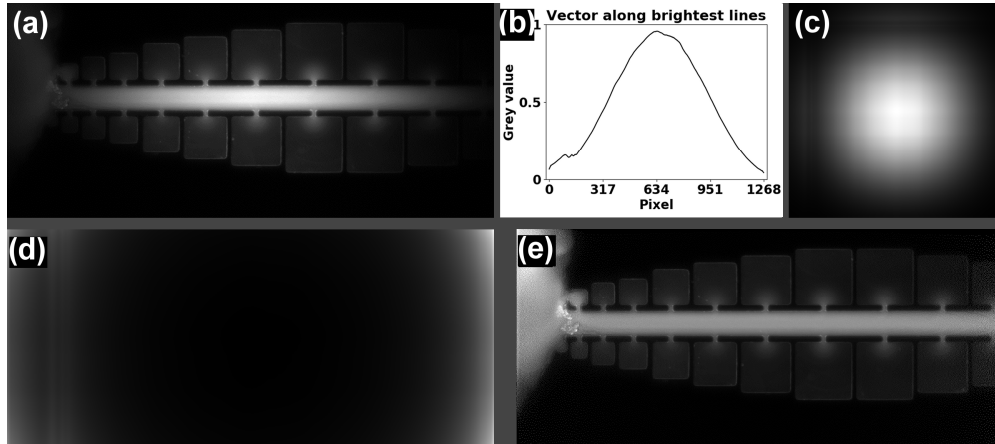 (a)
(b)
Vector along brightest lines
1
0.5
0
Grey value
0
317
634
951
1268
Pixel
(c)
(d)
(e)